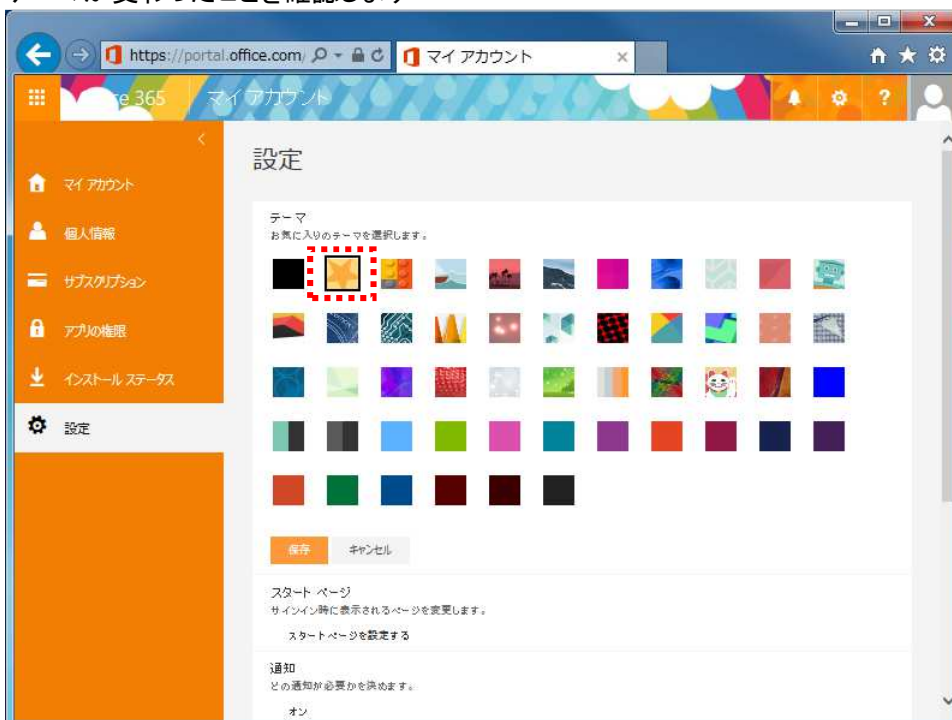 https://portal.office.com/
マイ アカウント
365
マイ アカウント
設定
マイ アカウント
個人情報
サブスクリプション
アプリの権限
インストール ステータス
設定
テーマ
お気に入りのテーマを選択します。
保存
キャンセル
スタート ページ
サインイン時に表示されるページを変更します。
スタート ページを設定する
通知
どの通知が必要かを決めます。
オン